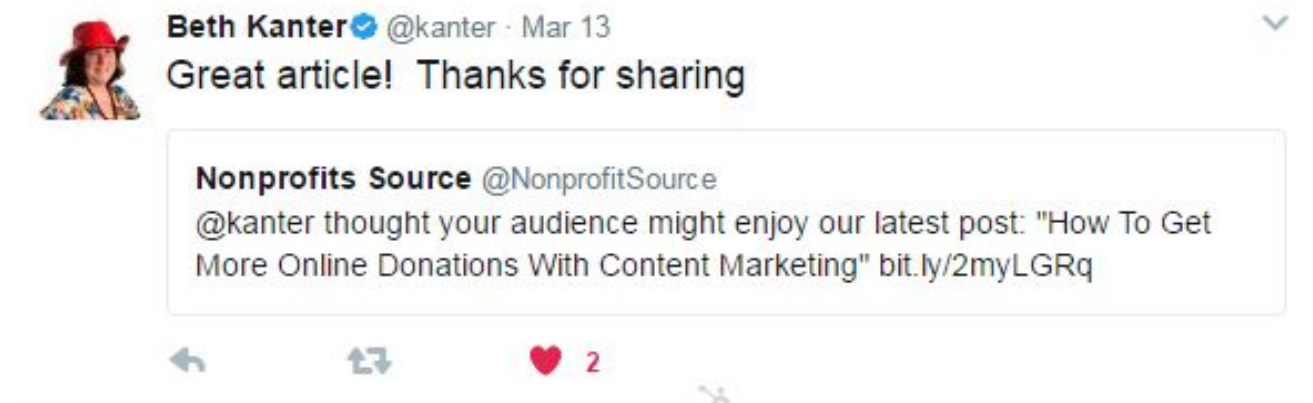 Beth Kanter @kanter · Mar 13
Great article!  Thanks for sharing
Nonprofits Source @NonprofitSource
@kanter thought your audience might enjoy our latest post: "How To Get
More Online Donations With Content Marketing" bit.ly/2myLGRq
2